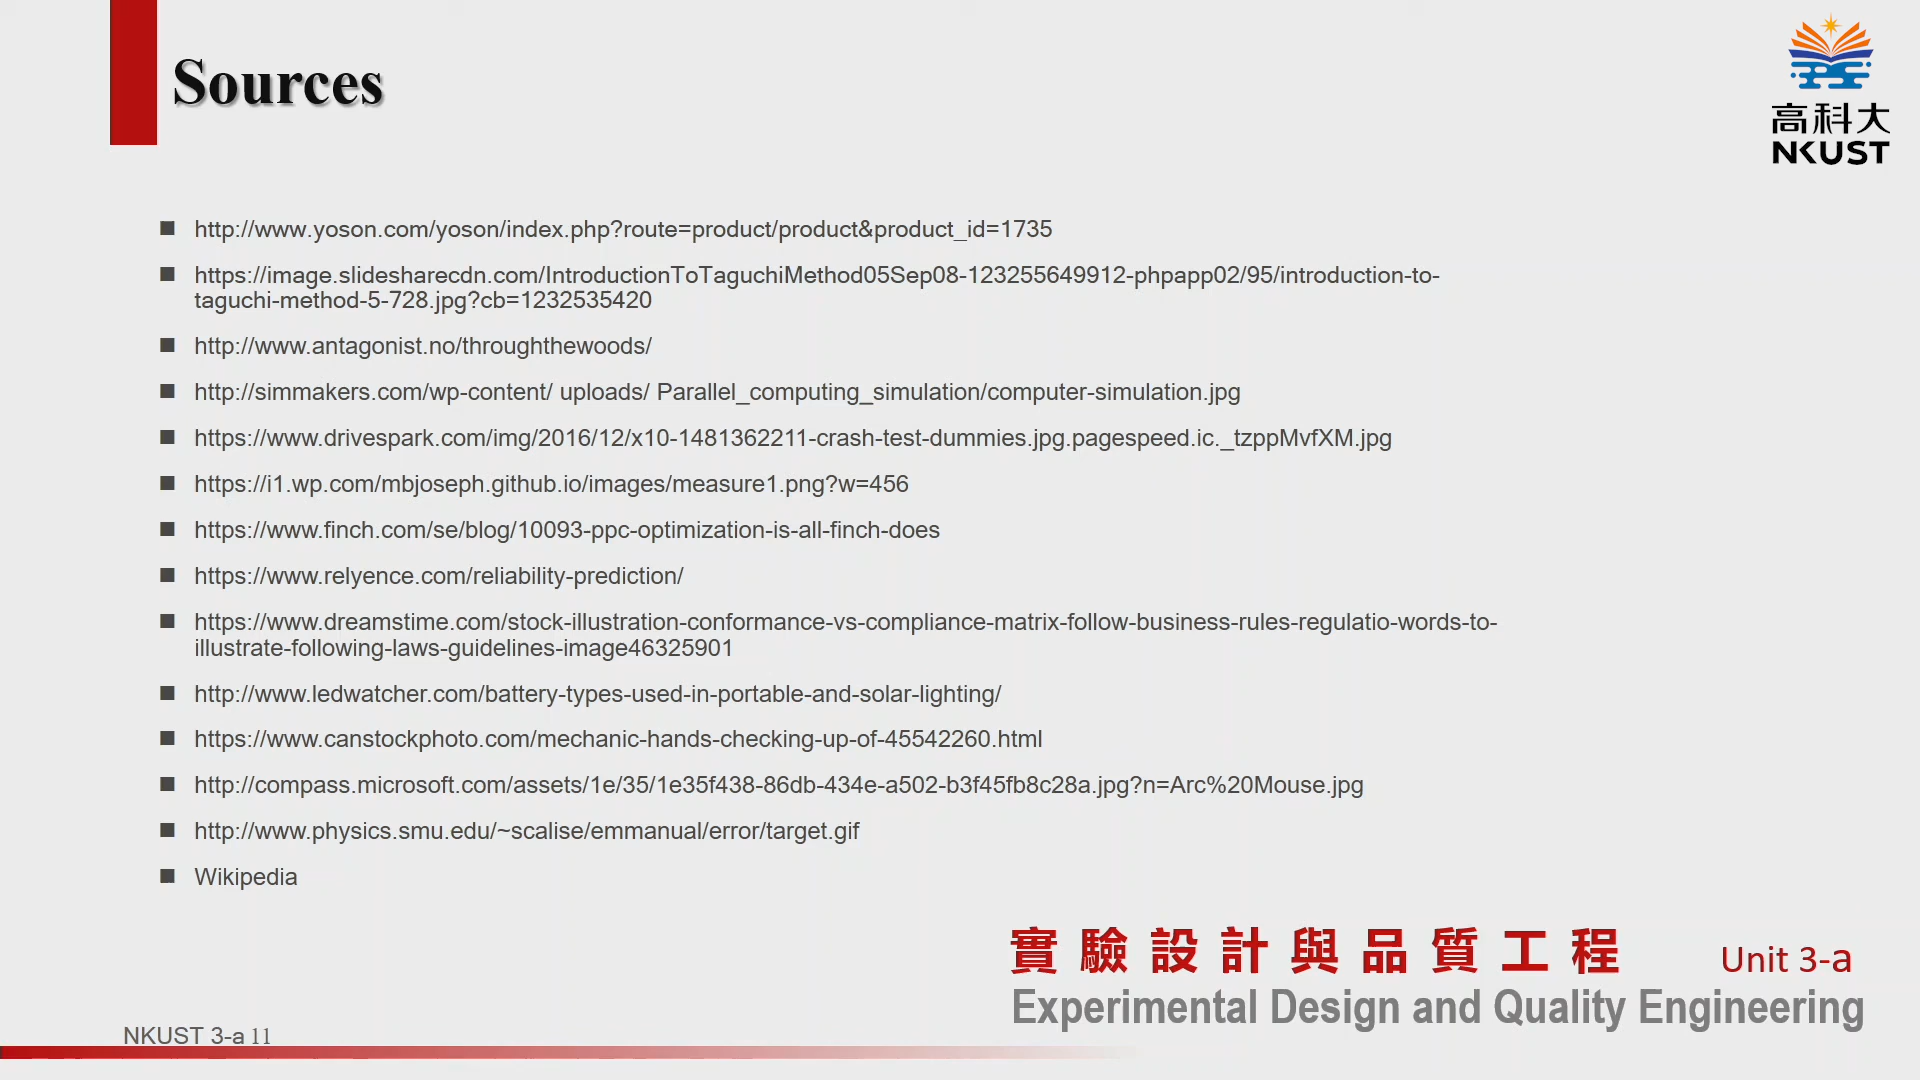 Sources
高科大
NKUST
http://www.yoson.com/yoson/index.php?route=product/product&product_id=1735
https://image.slidesharecdn.com/IntroductionToTaguchiMethod05Sep08-123255649912-phpapp02/95/introduction-to-
taguchi-method-5-728.jpg?cb=1232535420
http://www.antagonist.no/throughthewoods/
http://simmakers.com/wp-content/ uploads/ Parallel_computing_simulation/computer-simulation.jpg
https://www.drivespark.com/img/2016/12/x10-1481362211-crash-test-dummies.jpg.pagespeed.ic._tzppMvfXM.jpg
https://i1.wp.com/mbjoseph.github.io/images/measure1.png?w=456
https://www.finch.com/se/blog/10093-ppc-optimization-is-all-finch-does
https://www.relyence.com/reliability-prediction/
https://www.dreamstime.com/stock-illustration-conformance-vs-compliance-matrix-follow-business-rules-regulatio-words-to-
illustrate-following-laws-guidelines-image46325901
http://www.ledwatcher.com/battery-types-used-in-portable-and-solar-lighting/
https://www.canstockphoto.com/mechanic-hands-checking-up-of-45542260.html
http://compass.microsoft.com/assets/1e/35/1e35f438-86db-434e-a502-b3f45fb8c28a.jpg?n=Arc%20Mouse.jpg
http://www.physics.smu.edu/~scalise/emmanual/error/target.gif
Wikipedia
實驗設計與品質工程 Unit 3-a
Experimental Design and Quality Engineering
NKUST 3-a 11